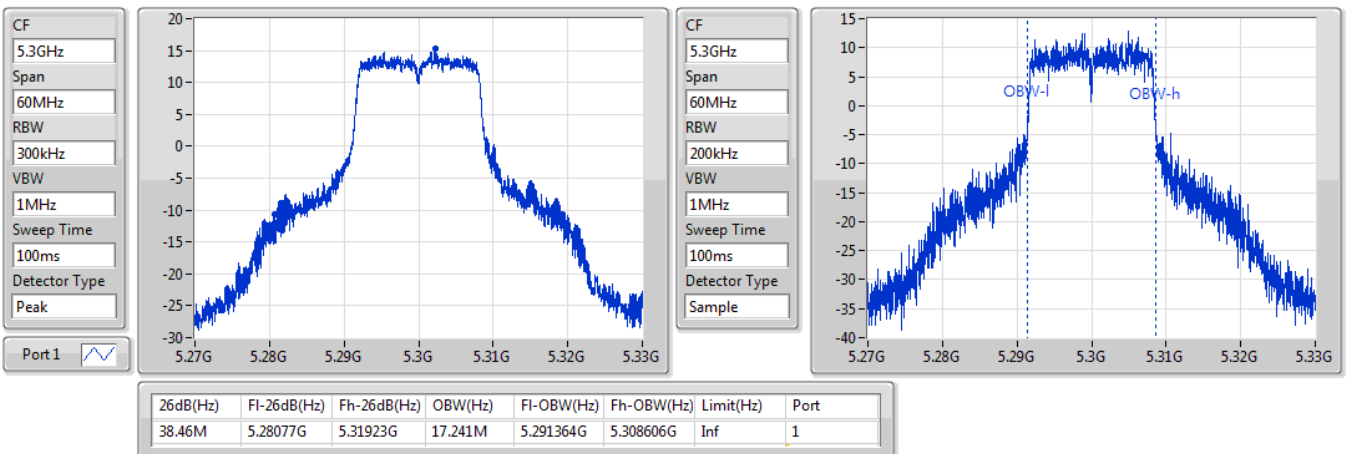 CF
5.3GHz
Span
60MHz
RBW
300kHz
VBW
1MHz
Sweep Time
100ms
Detector Type
Peak
Port 1
20
15
10
5
0
-5
-10
-15
-20
-25
-30
5.27G 5.28G 5.29G 5.3G 5.31G 5.32G 5.33G
CF
5.3GHz
Span
60MHz
RBW
200kHz
VBW
1MHz
Sweep Time
100ms
Detector Type
Sample
15
10
5
0
-5
-10
-15
-20
-25
-30
-35
-40
OBW-l OBW-h
5.27G 5.28G 5.29G 5.3G 5.31G 5.32G 5.33G
26dB(Hz) Fl-26dB(Hz) Fh-26dB(Hz) OBW(Hz) Fl-OBW(Hz) Fh-OBW(Hz) Limit(Hz) Port
38.46M 5.28077G 5.31923G 17.241M 5.291364G 5.308606G Inf 1